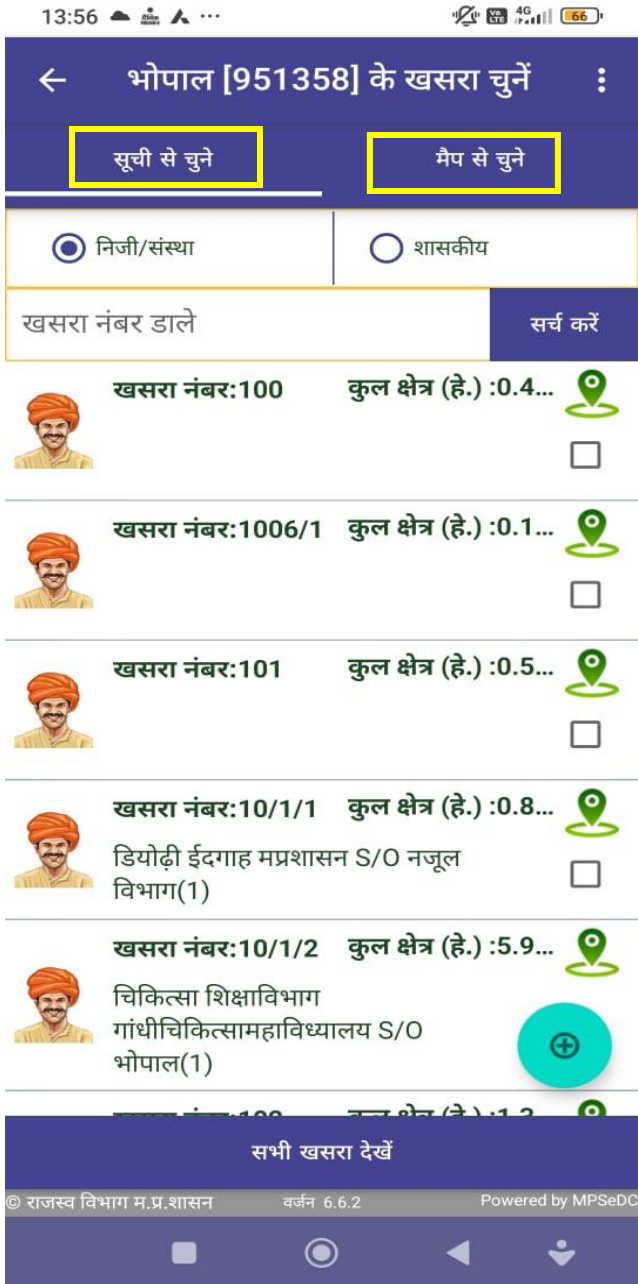 13:56
Vo LTE 4G 66
भोपाल [951358] के खसरा चुनें
सूची से चुने
मैप से चुने
निजी/संस्था
शासकीय
खसरा नंबर डाले
सर्च करें
खसरा नंबर:100 कुल क्षेत्र (हे.) :0.4...
खसरा नंबर:1006/1 कुल क्षेत्र (हे.) :0.1...
खसरा नंबर:101 कुल क्षेत्र (हे.) :0.5...
खसरा नंबर:10/1/1 कुल क्षेत्र (हे.) :0.8...
डियोढ़ी ईदगाह मप्रशासन S/O नजूल
विभाग(1)
खसरा नंबर:10/1/2 कुल क्षेत्र (हे.) :5.9...
चिकित्सा शिक्षाविभाग
गांधीचिकित्सामहाविध्यालय S/O
भोपाल(1)
सभी खसरा देखें
© राजस्व विभाग म.प्र.शासन वर्जन 6.6.2 Powered by MPSeDC